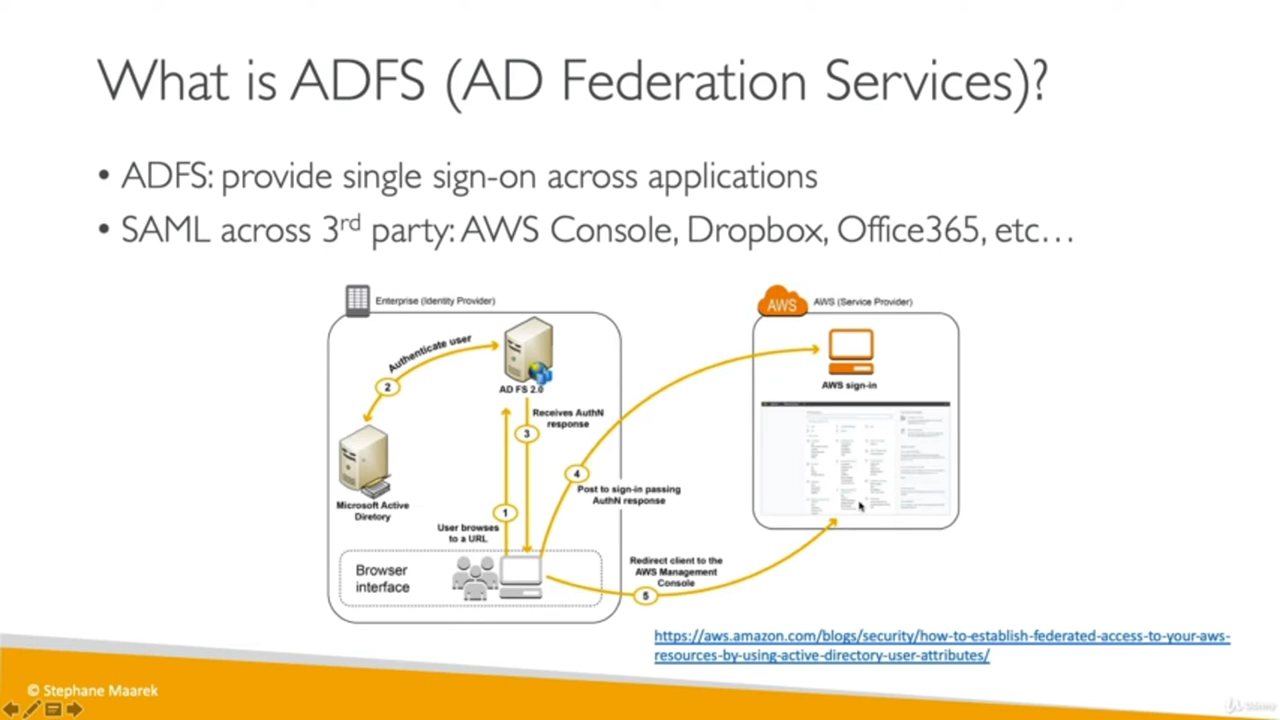 What is ADFS (AD Federation Services)?
• ADFS: provide single sign-on across applications
• SAML across 3rd party: AWS Console, Dropbox, Office365, etc…
Enterprise (Identity Provider)
AWS
AWS (Service Provider)
Authenticate user
2
AD FS 2.0
AWS sign-in
Receives AuthN
response
3
4
Post to sign-in passing
AuthN response
Microsoft Active
Diretory
1
User browses
to a URL
Browser
interface
Redirect client to the
AWS Management
Console
5
https://aws.amazon.com/blogs/security/how-to-establish-federated-access-to-your-aws-
resources-by-using-active-directory-user-attributes/
© Stephane Maarek
Udemy